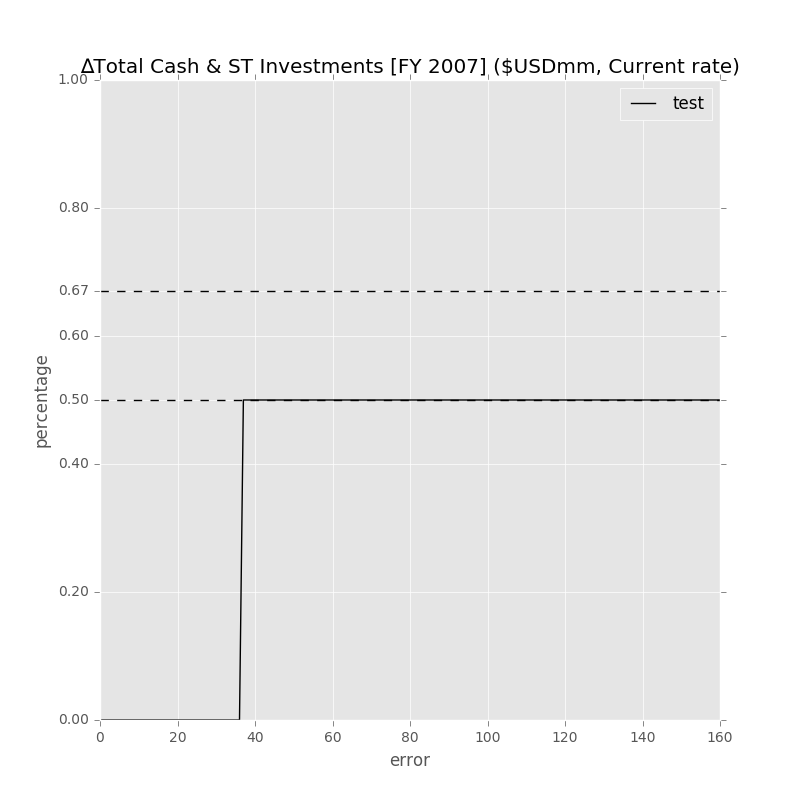 ΔTotal Cash & ST Investments [FY 2007] ($USDmm, Current rate)
1.00
test
0.80
0.67
0.60
percentage
0.50
0.40
0.20
0.00
0 20 40 60 80 100 120 140 160
error